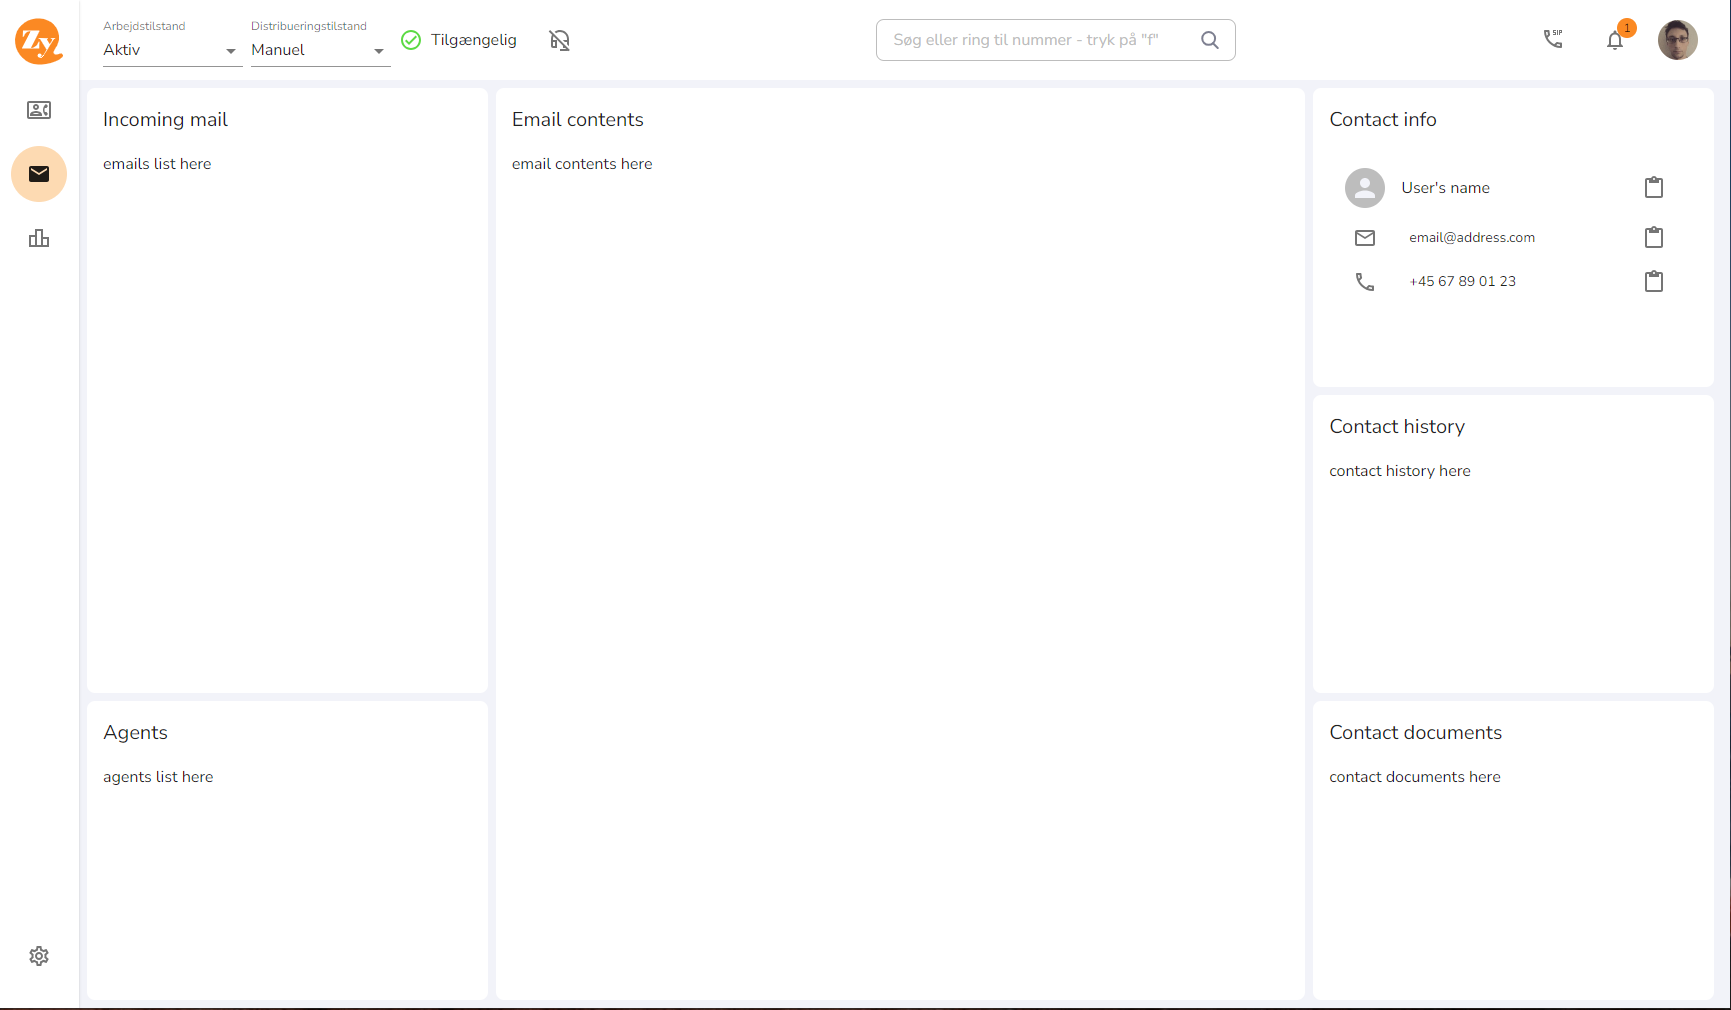 Zy
Arbejdstilstand
Aktiv
Distribueringstilstand
Manuel
Tilgængelig
Søg eller ring til nummer - tryk på "f"
SIP
1
Incoming mail
emails list here
Email contents
email contents here
Contact info
User's name
email@address.com
+45 67 89 01 23
Contact history
contact history here
Agents
agents list here
Contact documents
contact documents here